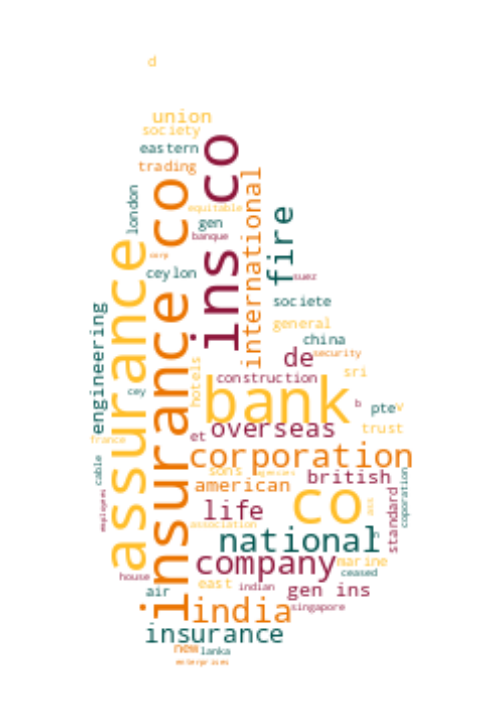 d
union
society
eastern
trading
ins co
insurance co
assurance
london
international
equitable
gen
banque
fire
corp
ceylon
suez
societe
engineering
general
china
de
security
hotels
construction
sri
cey
bank
b
pte
v
overseas
trust
et
france
corporation
cable
sons
agencies
british
american
co
standard
coporation
employees
life
ass
association
national
company
marine
house
ceased
east
indian
gen ins
air
india
singapore
insurance
new
lanka
enterprises